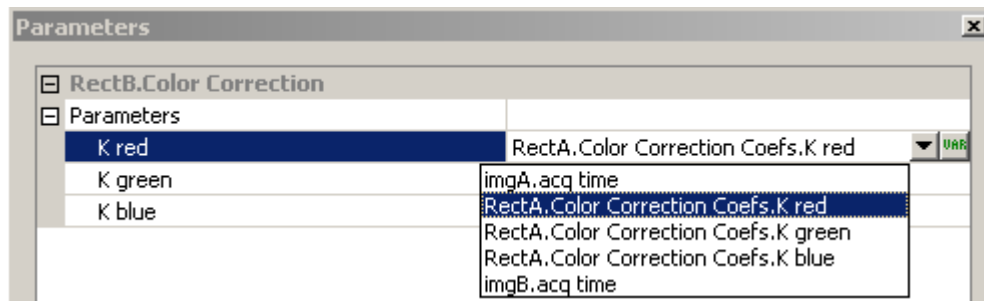 Parameters
RectB.Color Correction
Parameters
K red RectA.Color Correction Coefs.K red VAR
K green imgA.acq time
K blue RectA.Color Correction Coefs.K red
RectA.Color Correction Coefs.K green
RectA.Color Correction Coefs.K blue
imgB.acq time